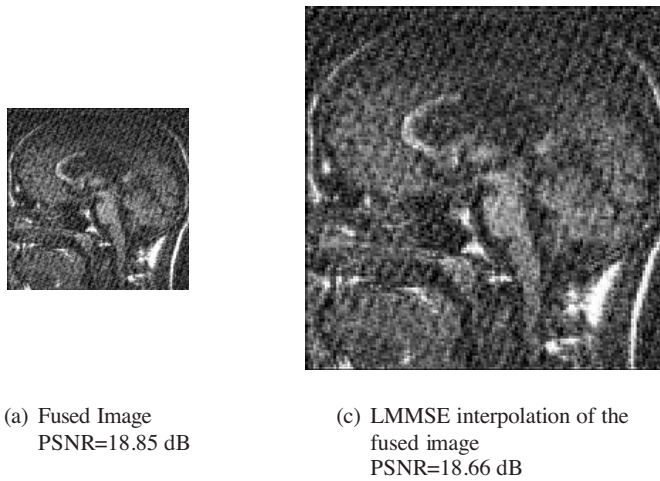 (a) Fused Image
PSNR=18.85 dB
(c) LMMSE interpolation of the
fused image
PSNR=18.66 dB